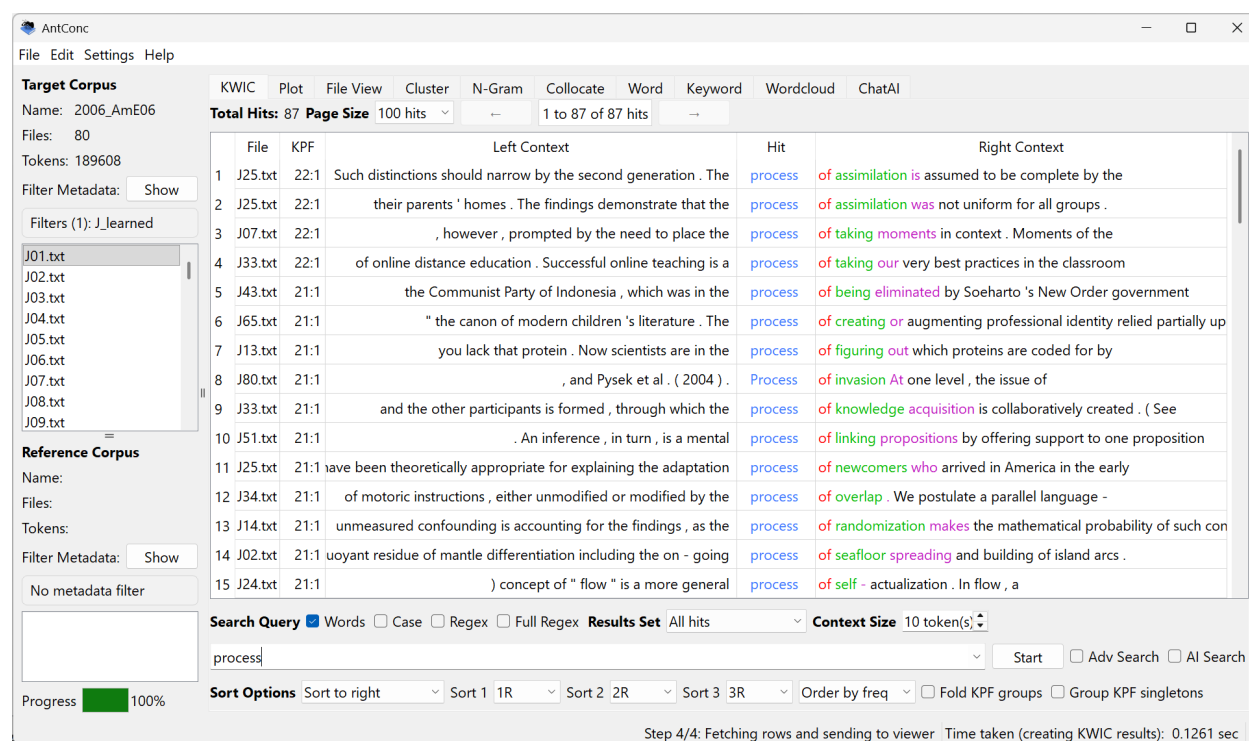 AntConc
File Edit Settings Help
Target Corpus
Name: 2006_AmE06
Files: 80
Tokens: 189608
Filter Metadata: Show
Filters (1): J_learned
J01.txt
J02.txt
J03.txt
J04.txt
J05.txt
J06.txt
J07.txt
J08.txt
J09.txt
Reference Corpus
Name:
Files:
Tokens:
Filter Metadata: Show
No metadata filter
Progress 100%
KWIC Plot File View Cluster N-Gram Collocate Word Keyword Wordcloud ChatAI
Total Hits: 87 Page Size 100 hits ← 1 to 87 of 87 hits →
File KPF Left Context Hit Right Context
1 J25.txt 22:1 Such distinctions should narrow by the second generation . The process of assimilation is assumed to be complete by the
2 J25.txt 22:1 their parents ' homes . The findings demonstrate that the process of assimilation was not uniform for all groups .
3 J07.txt 22:1 , however , prompted by the need to place the process of taking moments in context . Moments of the
4 J33.txt 22:1 of online distance education . Successful online teaching is a process of taking our very best practices in the classroom
5 J43.txt 21:1 the Communist Party of Indonesia , which was in the process of being eliminated by Soeharto 's New Order government
6 J65.txt 21:1 " the canon of modern children 's literature . The process of creating or augmenting professional identity relied partially up
7 J13.txt 21:1 you lack that protein . Now scientists are in the process of figuring out which proteins are coded for by
8 J80.txt 21:1 , and Pysek et al . ( 2004 ) . Process of invasion At one level , the issue of
9 J33.txt 21:1 and the other participants is formed , through which the process of knowledge acquisition is collaboratively created . ( See
10 J51.txt 21:1 . An inference , in turn , is a mental process of linking propositions by offering support to one proposition
11 J25.txt 21:1 ave been theoretically appropriate for explaining the adaptation process of newcomers who arrived in America in the early
12 J34.txt 21:1 of motoric instructions , either unmodified or modified by the process of overlap . We postulate a parallel language -
13 J14.txt 21:1 unmeasured confounding is accounting for the findings , as the process of randomization makes the mathematical probability of such con
14 J02.txt 21:1 uoyant residue of mantle differentiation including the on - going process of seafloor spreading and building of island arcs .
15 J24.txt 21:1 ) concept of " flow " is a more general process of self - actualization . In flow , a
Search Query Words Case Regex Full Regex Results Set All hits Context Size 10 token(s)
process Start Adv Search AI Search
Sort Options Sort to right Sort 1 1R Sort 2 2R Sort 3 3R Order by freq Fold KPF groups Group KPF singletons
Step 4/4: Fetching rows and sending to viewer Time taken (creating KWIC results): 0.1261 sec